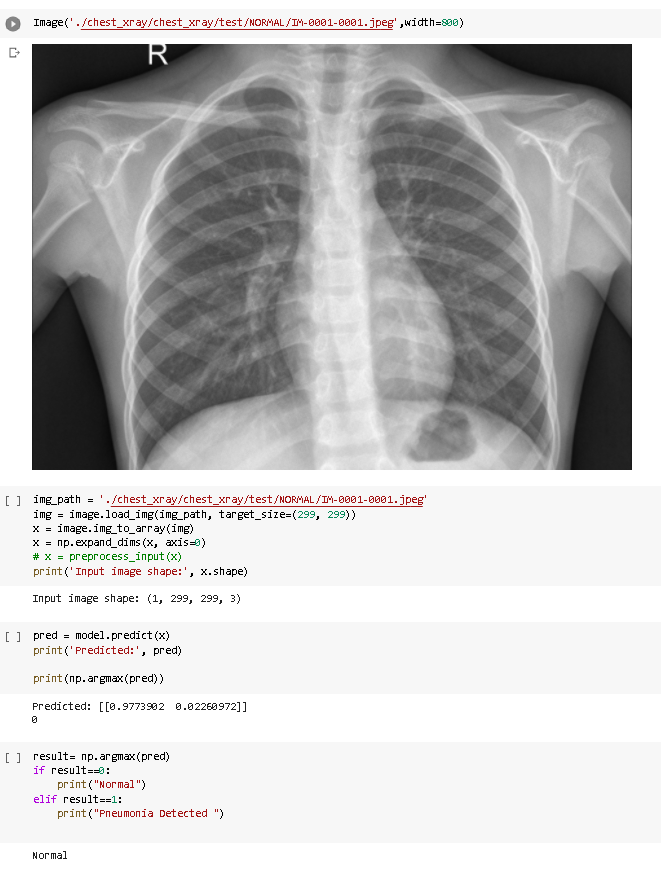 Image('./chest_xray/chest_xray/test/NORMAL/IM-0001-0001.jpeg',width=800)
R
[ ] img_path = './chest_xray/chest_xray/test/NORMAL/IM-0001-0001.jpeg'
img = image.load_img(img_path, target_size=(299, 299))
x = image.img_to_array(img)
x = np.expand_dims(x, axis=0)
# x = preprocess_input(x)
print('Input image shape:', x.shape)
Input image shape: (1, 299, 299, 3)
[ ] pred = model.predict(x)
print('Predicted:', pred)
print(np.argmax(pred))
Predicted: [[0.9773902  0.02260972]]
0
[ ] result= np.argmax(pred)
if result==0:
    print("Normal")
elif result==1:
    print("Pneumonia Detected ")
Normal